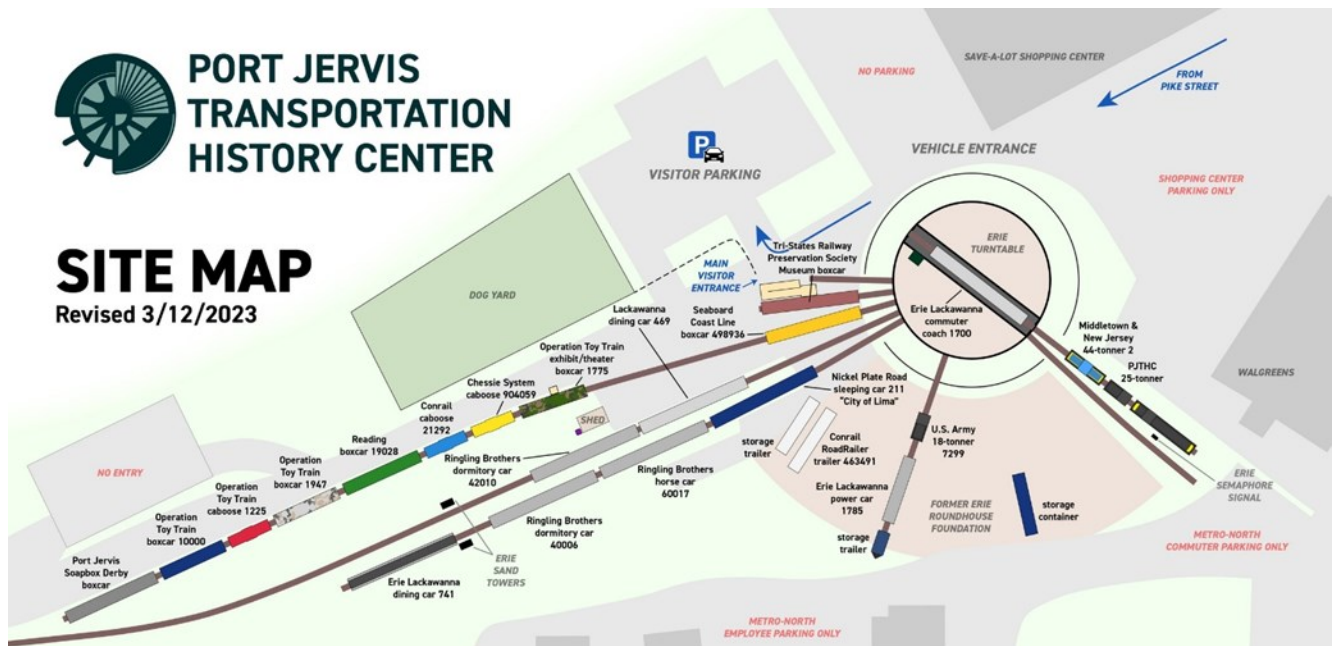 PORT JERVIS
TRANSPORTATION
HISTORY CENTER
SITE MAP
Revised 3/12/2023
SAVE-A-LOT SHOPPING CENTER
NO PARKING
FROM
PIKE STREET
P
VISITOR PARKING
VEHICLE ENTRANCE
SHOPPING CENTER
PARKING ONLY
ERIE
TURNTABLE
Tri-States Railway
Preservation Society
Museum boxcar
MAIN
VISITOR
ENTRANCE
DOG YARD
Lackawanna
dining car 469
Seaboard
Coast Line
boxcar 498936
Erie Lackawanna
commuter
coach 1700
Middletown &
New Jersey
44-tonner 2
PJTHC
25-tonner
WALGREENS
Operation Toy Train
exhibit/theater
boxcar 1775
Chessie System
caboose 904059
Conrail
caboose
21292
Reading
boxcar 19028
Operation
Toy Train
boxcar 1947
Operation
Toy Train
caboose 1225
Operation
Toy Train
boxcar 10000
Port Jervis
Soapbox Derby
boxcar
NO ENTRY
SHED
Nickel Plate Road
sleeping car 211
"City of Lima"
storage
trailer
Conrail
RoadRailer
trailer 463491
U.S. Army
18-tonner
7299
Ringling Brothers
dormitory car
42010
Ringling Brothers
horse car
60017
Ringling Brothers
dormitory car
40006
Erie Lackawanna
power car
1785
FORMER ERIE
ROUNDHOUSE
FOUNDATION
storage
container
ERIE
SEMAPHORE
SIGNAL
storage
trailer
METRO-NORTH
COMMUTER PARKING ONLY
ERIE
SAND
TOWERS
Erie Lackawanna
dining car 741
METRO-NORTH
EMPLOYEE PARKING ONLY